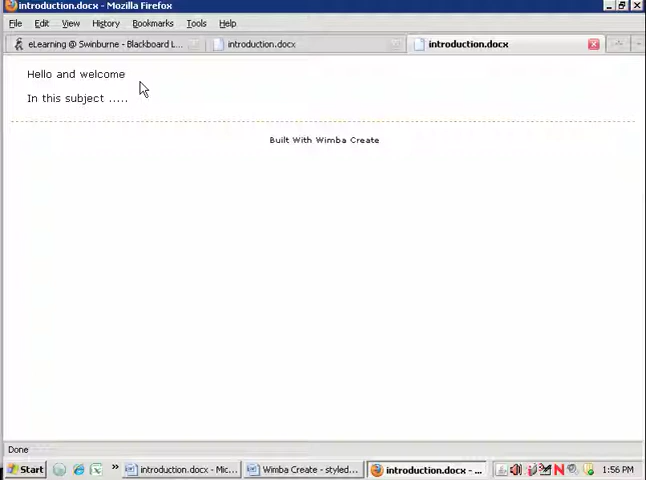 introduction.docx - Mozilla Firefox
File Edit View History Bookmarks Tools Help
eLearning @ Swinburne - Blackboard L... introduction.docx introduction.docx
Hello and welcome
In this subject .....
Built With Wimba Create
Done
Start introduction.docx - Mic... Wimba Create - styled... introduction.docx - ... 1:56 PM